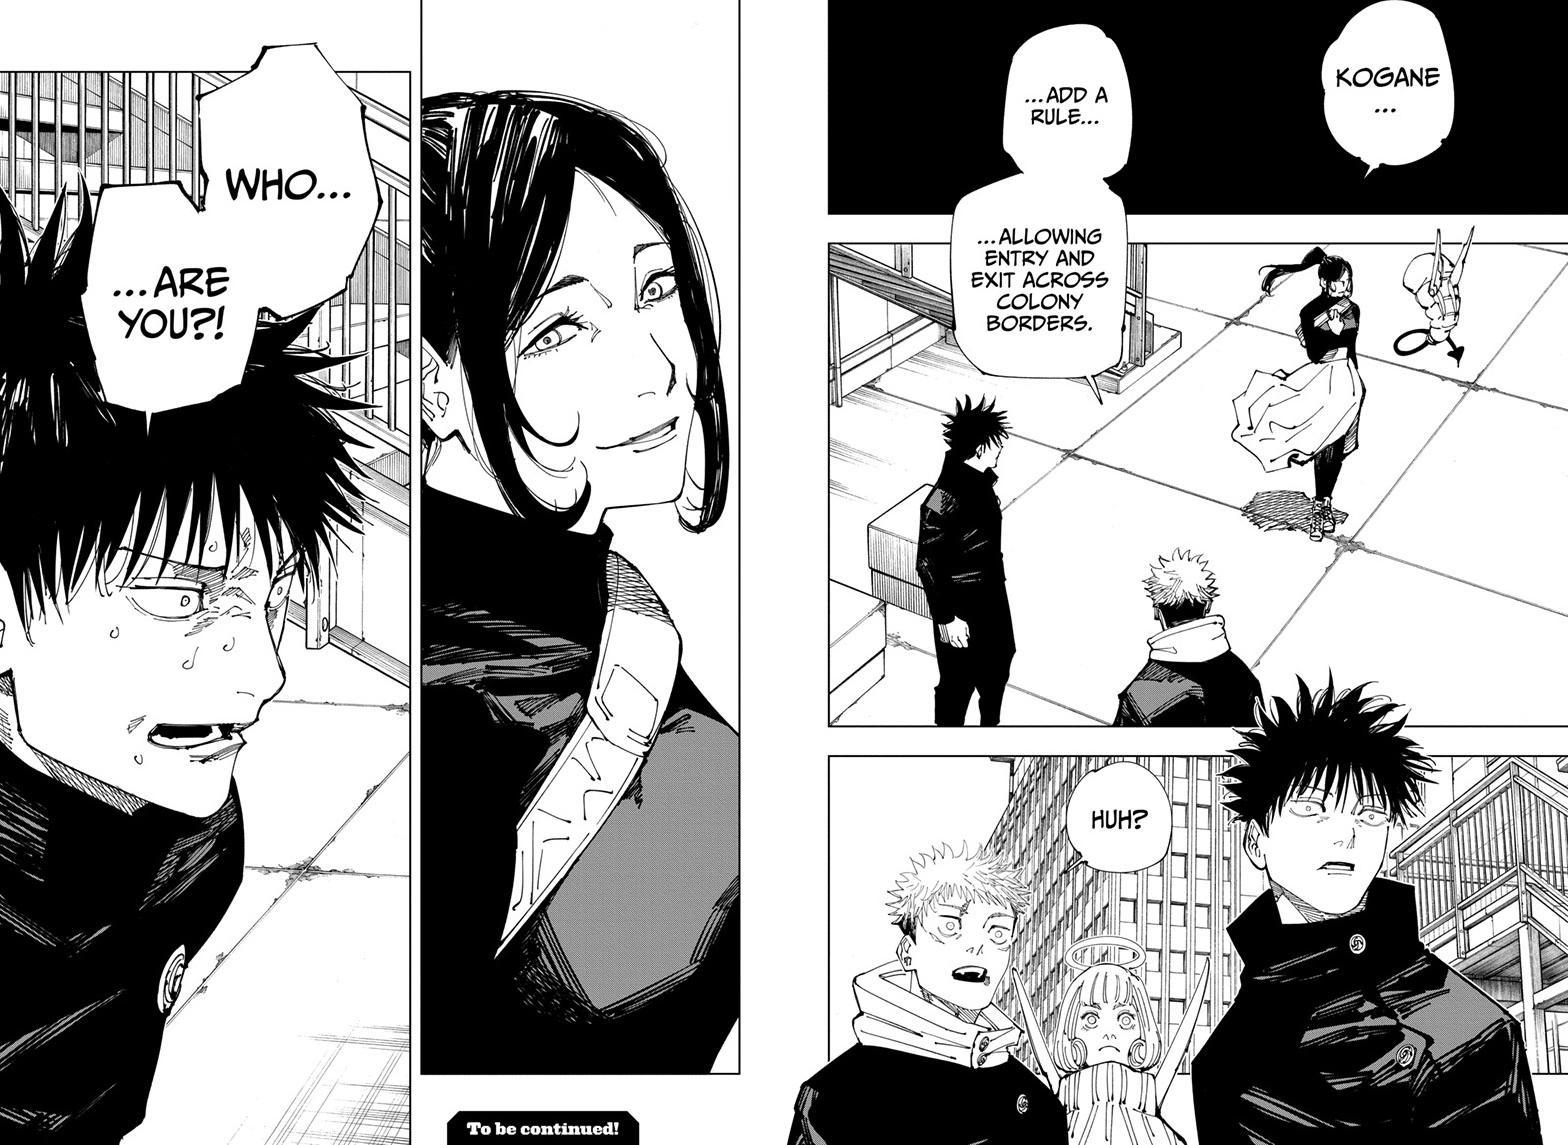 KOGANE
...
...ADD A
RULE...
...ALLOWING
ENTRY AND
EXIT ACROSS
COLONY
BORDERS.
HUH?
WHO...
...ARE
YOU?!
To be continued!